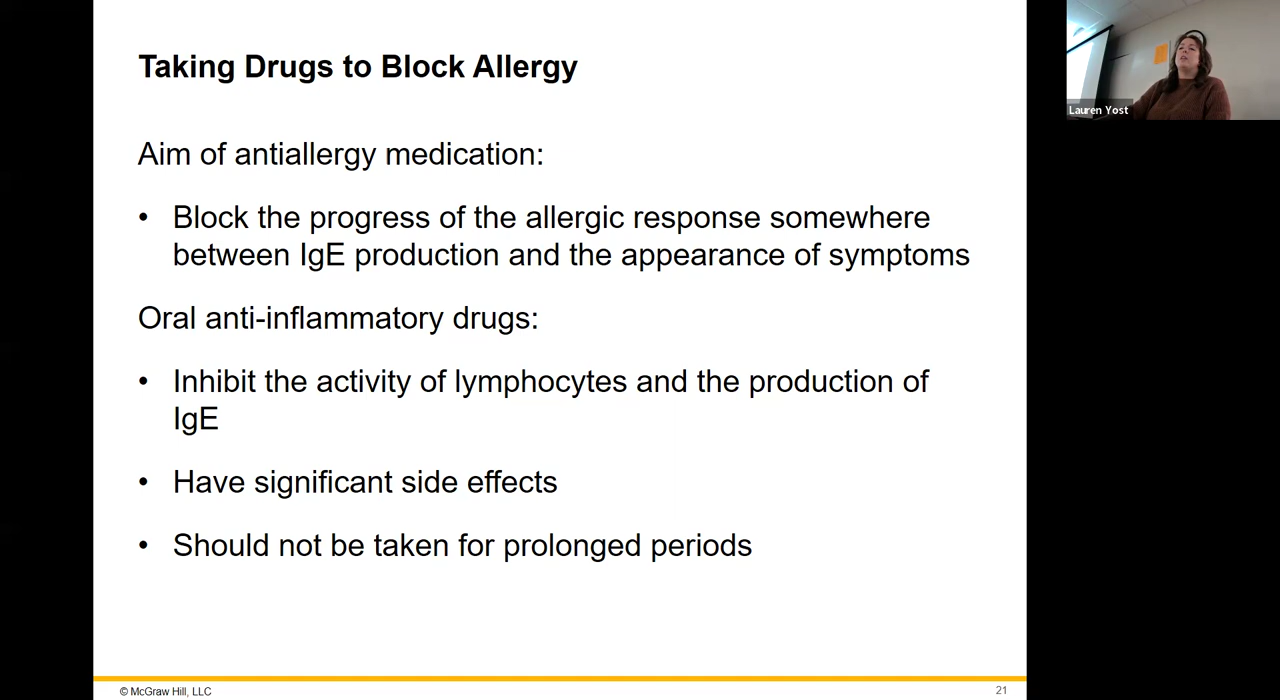 Taking Drugs to Block Allergy
Aim of antiallergy medication:
• Block the progress of the allergic response somewhere
between IgE production and the appearance of symptoms
Oral anti-inflammatory drugs:
• Inhibit the activity of lymphocytes and the production of
IgE
• Have significant side effects
• Should not be taken for prolonged periods
© McGraw Hill, LLC
21
Lauren Yost